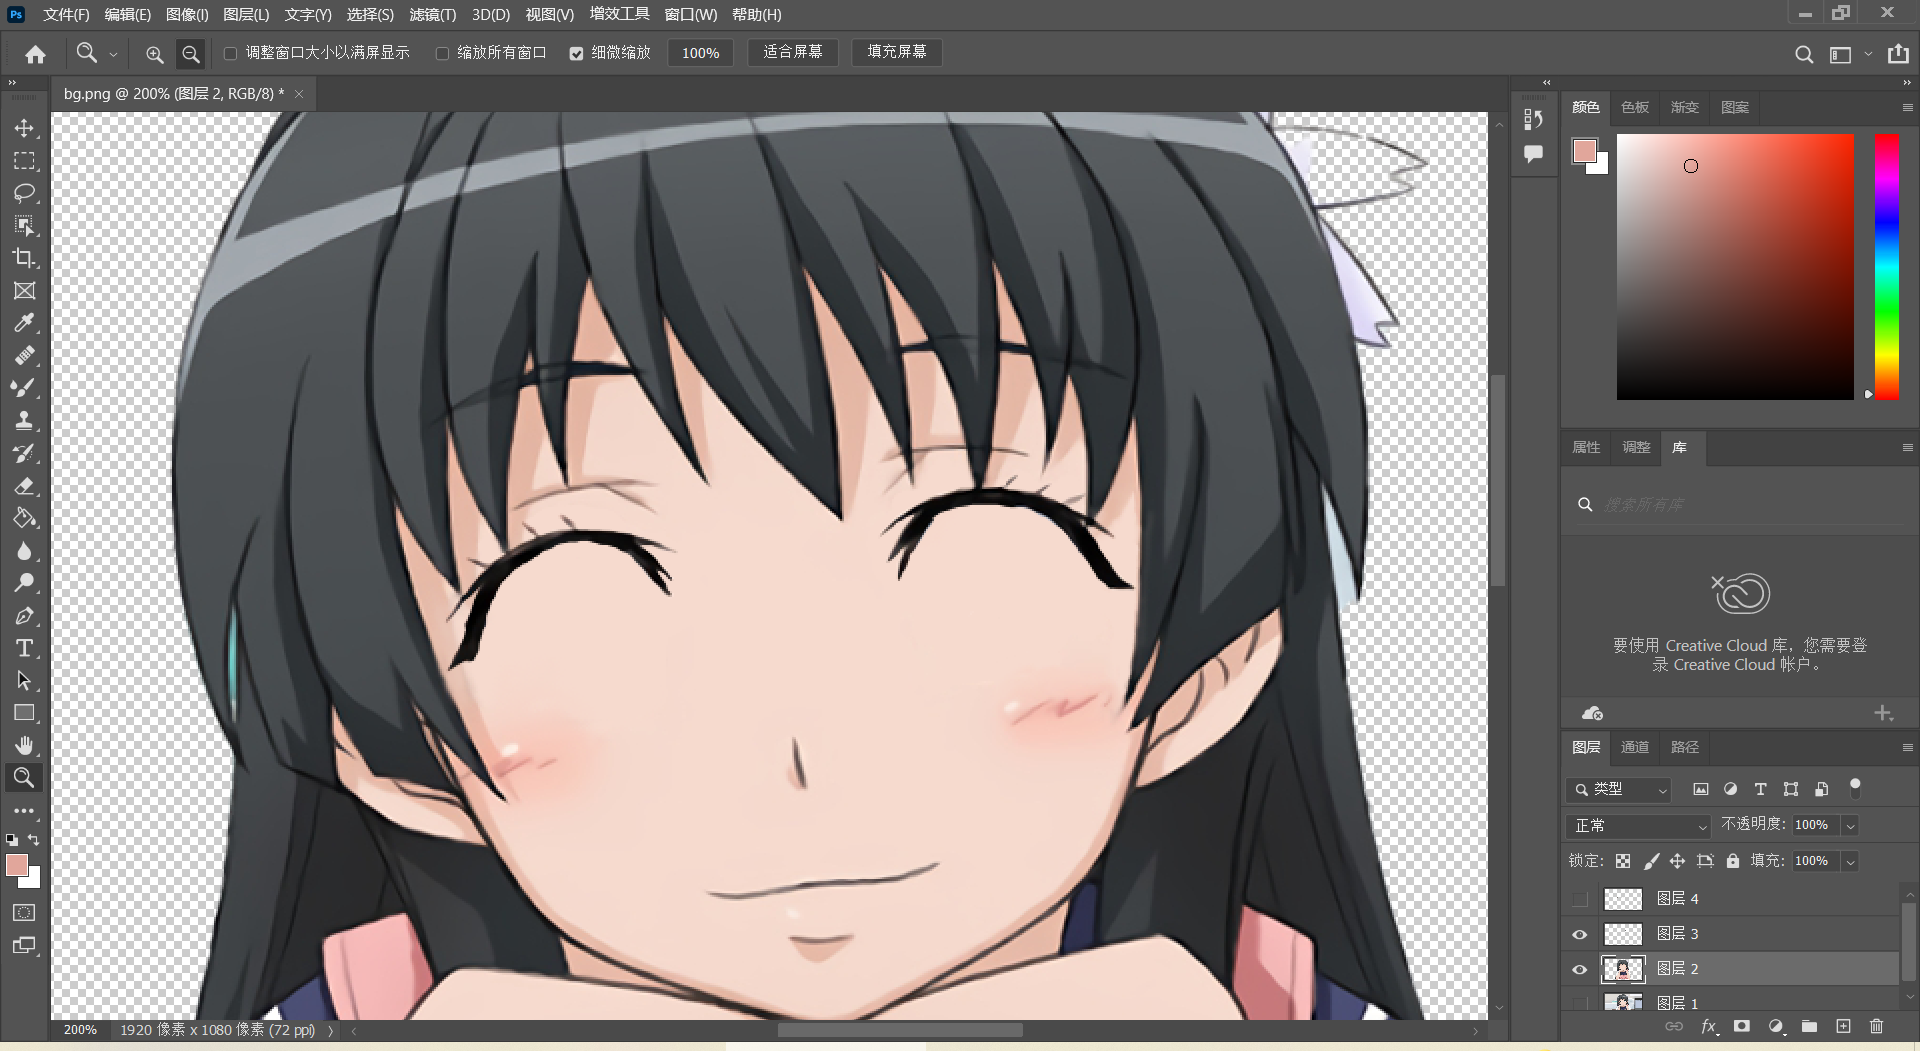 Ps 文件(F) 编辑(E) 图像(I) 图层(L) 文字(Y) 选择(S) 滤镜(T) 3D(D) 视图(V) 增效工具 窗口(W) 帮助(H)
调整窗口大小以满屏显示 缩放所有窗口 细微缩放 100% 适合屏幕 填充屏幕
bg.png @ 200% (图层 2, RGB/8) *
颜色 色板 渐变 图案
属性 调整 库
搜索所有库
要使用 Creative Cloud 库，您需要登
录 Creative Cloud 帐户。
图层 通道 路径
类型
正常 不透明度: 100%
锁定: 填充: 100%
图层 4
图层 3
图层 2
图层 1
fx
200% 1920 像素 x 1080 像素 (72 ppi)